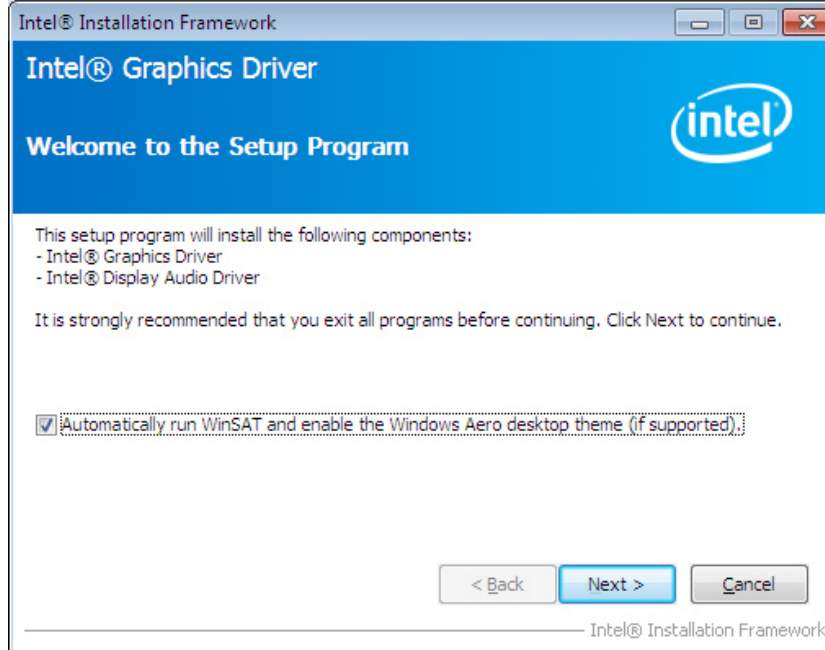 Intel® Installation Framework
Intel® Graphics Driver
intel
Welcome to the Setup Program
This setup program will install the following components:
- Intel® Graphics Driver
- Intel® Display Audio Driver
It is strongly recommended that you exit all programs before continuing. Click Next to continue.
Automatically run WinSAT and enable the Windows Aero desktop theme (if supported).
< Back Next > Cancel
Intel® Installation Framework